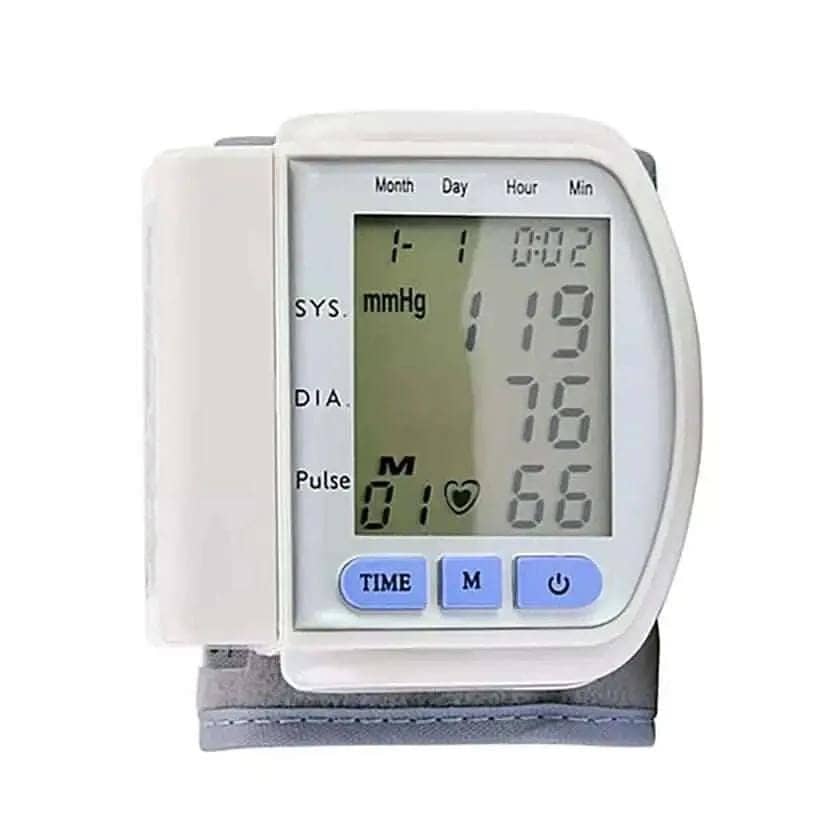 Month Day Hour Min
1- 1 0:02
SYS. mmHg 119
DIA. 76
M
Pulse 01 66
TIME M